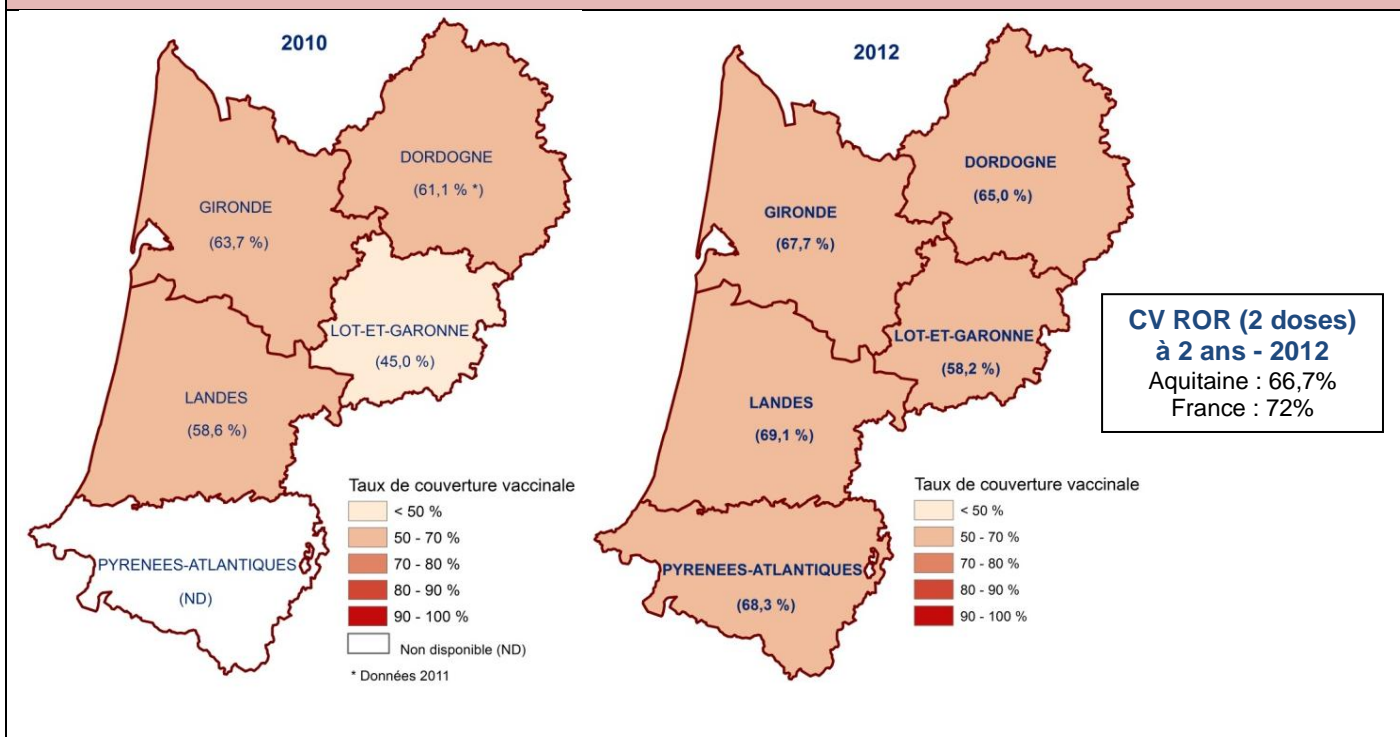 2010
DORDOGNE
(61,1 % *)
GIRONDE
(63,7 %)
LOT-ET-GARONNE
(45,0 %)
LANDES
(58,6 %)
PYRENEES-ATLANTIQUES
(ND)
Taux de couverture vaccinale
< 50 %
50 - 70 %
70 - 80 %
80 - 90 %
90 - 100 %
Non disponible (ND)
* Données 2011
2012
DORDOGNE
(65,0 %)
GIRONDE
(67,7 %)
LOT-ET-GARONNE
(58,2 %)
LANDES
(69,1 %)
PYRENEES-ATLANTIQUES
(68,3 %)
Taux de couverture vaccinale
< 50 %
50 - 70 %
70 - 80 %
80 - 90 %
90 - 100 %
CV ROR (2 doses)
à 2 ans - 2012
Aquitaine : 66,7%
France : 72%